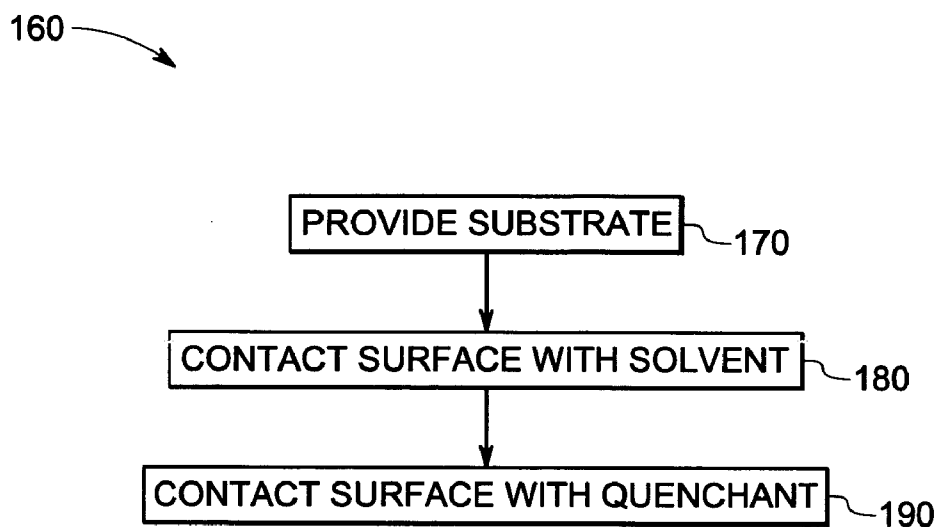 160
PROVIDE SUBSTRATE
170
CONTACT SURFACE WITH SOLVENT
180
CONTACT SURFACE WITH QUENCHANT
190